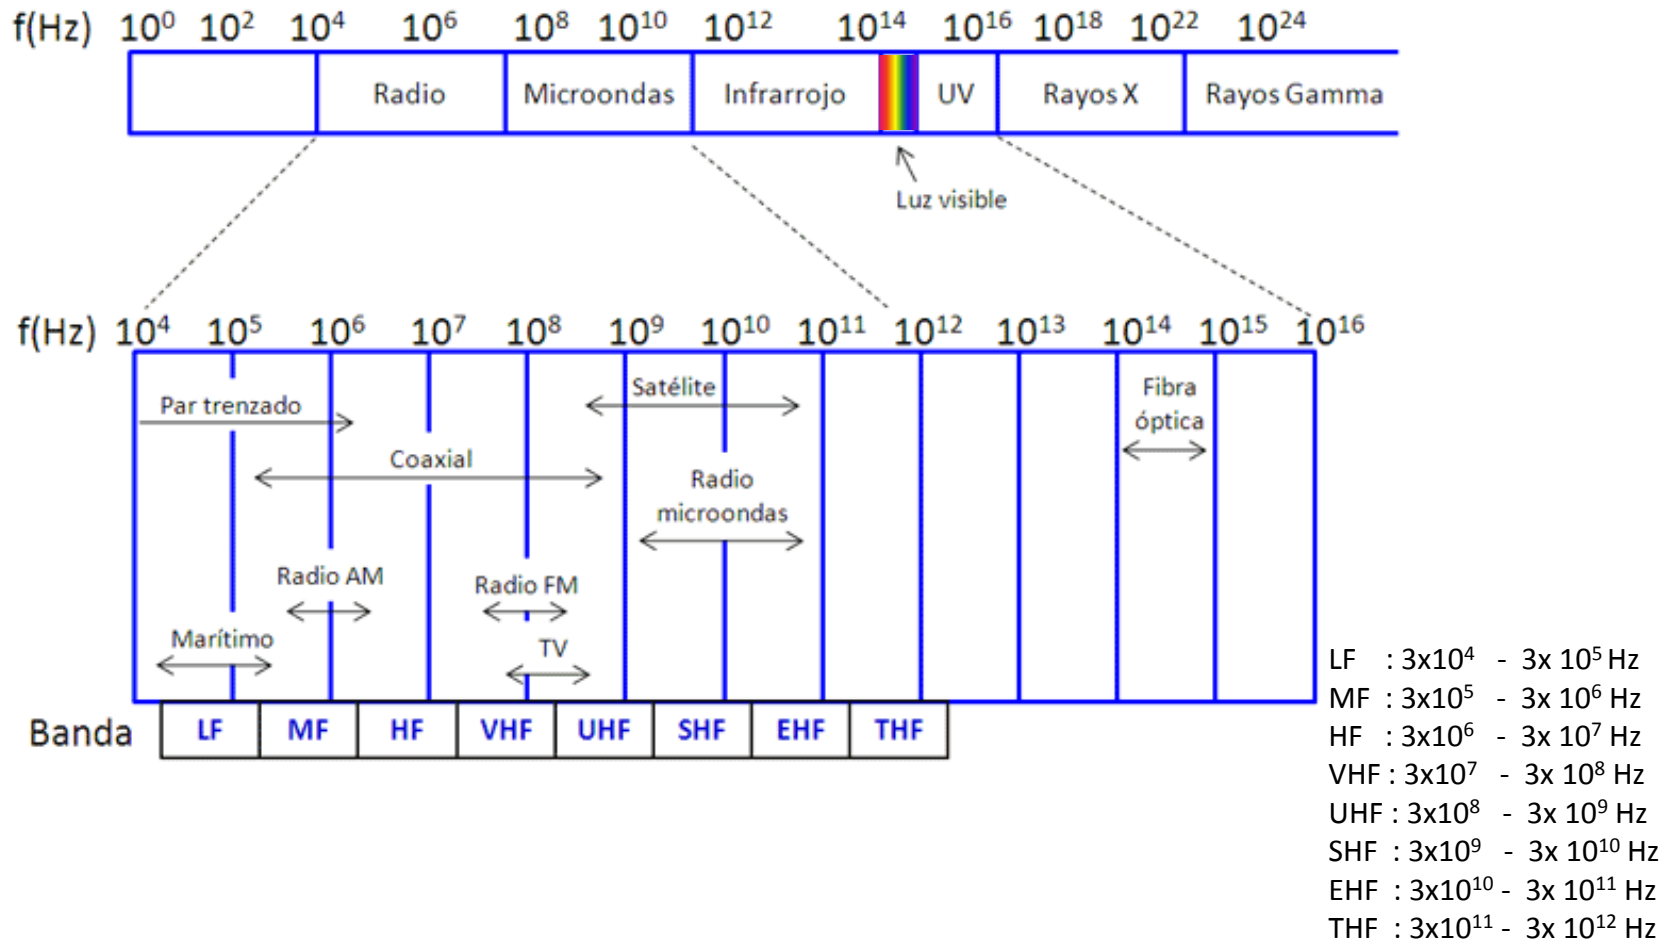 f(Hz) 10⁰ 10² 10⁴ 10⁶ 10⁸ 10¹⁰ 10¹² 10¹⁴ 10¹⁶ 10¹⁸ 10²² 10²⁴
Radio Microondas Infrarrojo UV Rayos X Rayos Gamma
Luz visible
f(Hz) 10⁴ 10⁵ 10⁶ 10⁷ 10⁸ 10⁹ 10¹⁰ 10¹¹ 10¹² 10¹³ 10¹⁴ 10¹⁵ 10¹⁶
Par trenzado
Satélite
Fibra
óptica
Coaxial
Radio
microondas
Radio AM
Radio FM
Marítimo
TV
Banda LF MF HF VHF UHF SHF EHF THF
LF : 3x10⁴ - 3x 10⁵ Hz
MF : 3x10⁵ - 3x 10⁶ Hz
HF : 3x10⁶ - 3x 10⁷ Hz
VHF : 3x10⁷ - 3x 10⁸ Hz
UHF : 3x10⁸ - 3x 10⁹ Hz
SHF : 3x10⁹ - 3x 10¹⁰ Hz
EHF : 3x10¹⁰ - 3x 10¹¹ Hz
THF : 3x10¹¹ - 3x 10¹² Hz